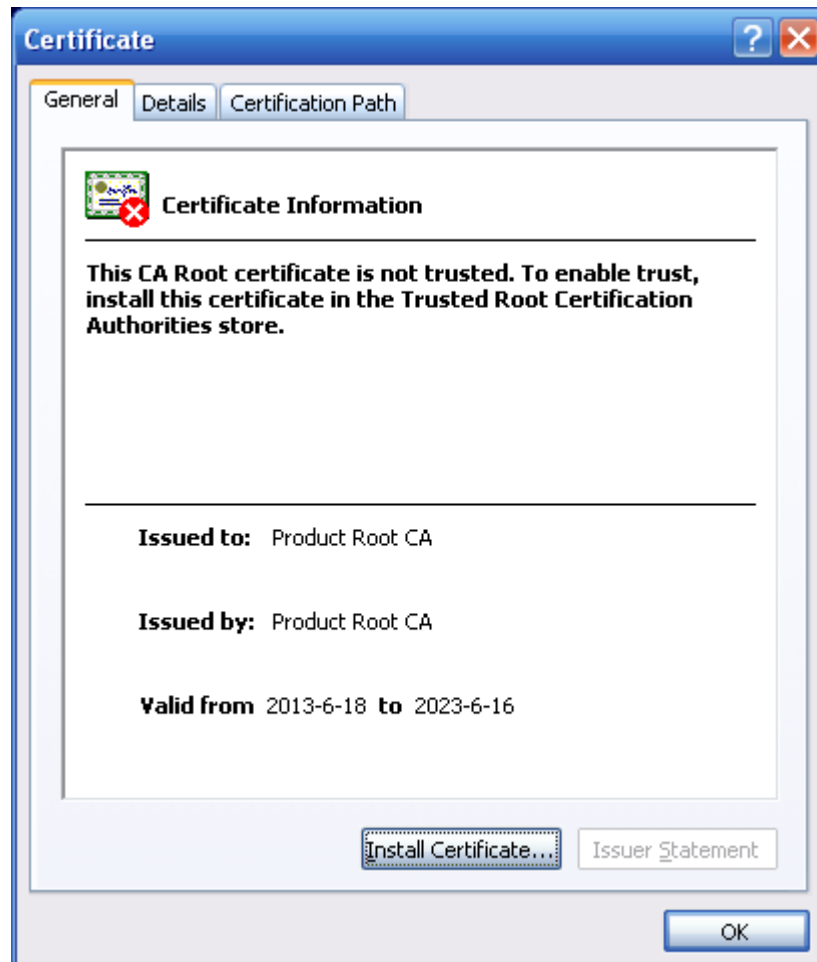 Certificate
General Details Certification Path
Certificate Information
This CA Root certificate is not trusted. To enable trust,
install this certificate in the Trusted Root Certification
Authorities store.
Issued to: Product Root CA
Issued by: Product Root CA
Valid from 2013-6-18 to 2023-6-16
Install Certificate... Issuer Statement
OK